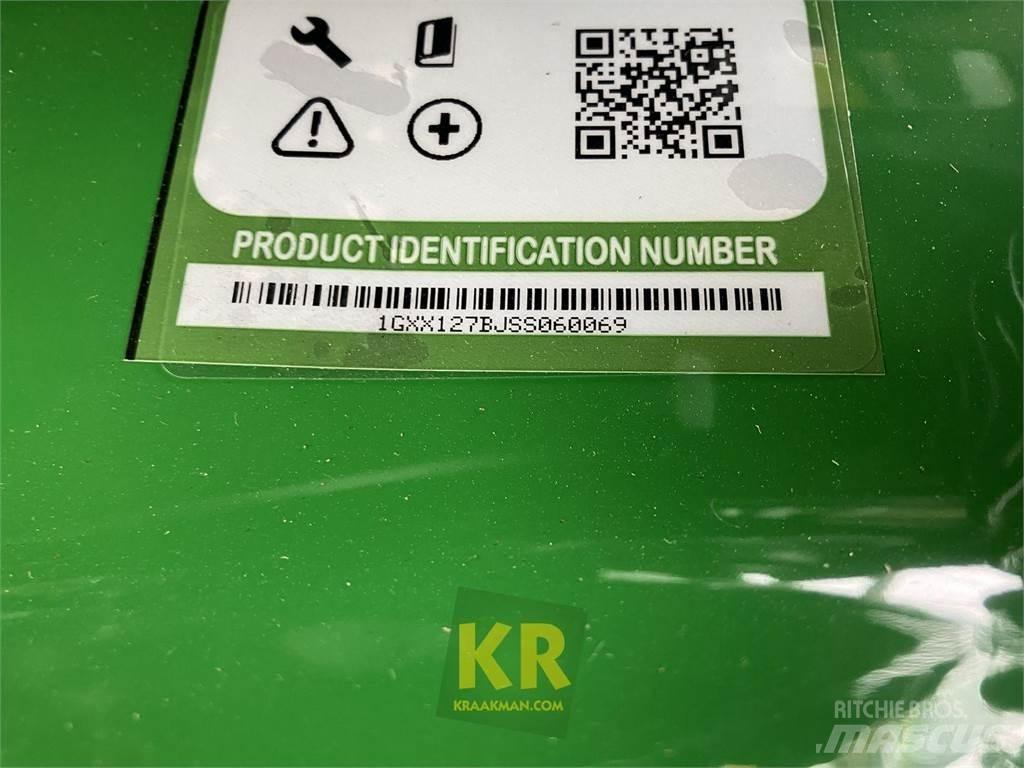 PRODUCT IDENTIFICATION NUMBER
1GXX127BJSS060069
KR
KRAAKMAN.COM
RITCHIE BROS.
MASCUS